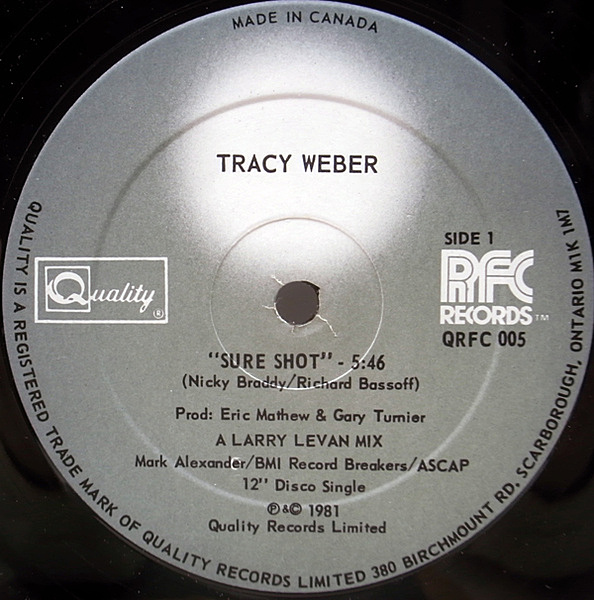 MADE IN CANADA
TRACY WEBER
SIDE 1
Quality ®
RFC
RECORDS ™
QRFC 005
"SURE SHOT" - 5:46
(Nicky Braddy/Richard Bassoff)
Prod: Eric Mathew & Gary Turnier
A LARRY LEVAN MIX
Mark Alexander/BMI Record Breakers/ASCAP
12" Disco Single
℗ & © 1981
Quality Records Limited
QUALITY IS A REGISTERED TRADE MARK OF QUALITY RECORDS LIMITED 380 BIRCHMOUNT RD. SCARBOROUGH, ONTARIO M1K 1M7